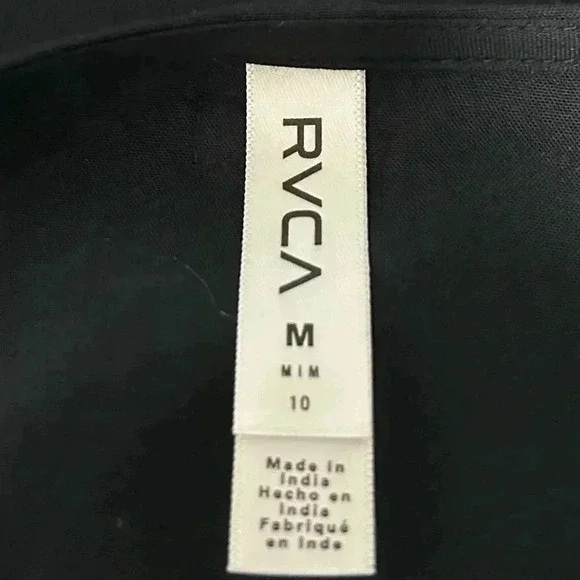 RVCA
M
M I M
10
Made in
India
Hecho en
India
Fabriqué
en Inde